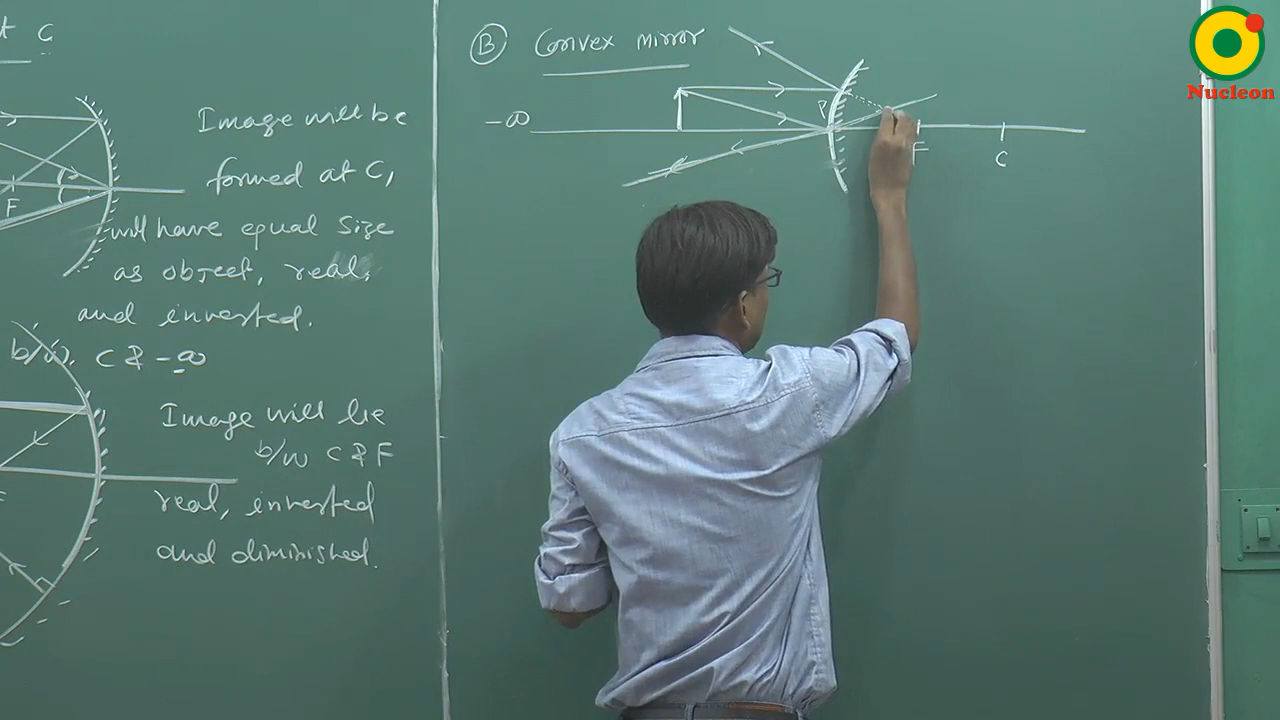 at C
F
Image will be
formed at C,
will have equal size
as object, real,
and inverted.
b/w. C & -∞
Image will be
b/w C & F
real, inverted
and diminished.
B Convex mirror
-∞
P
F
C
Nucleon